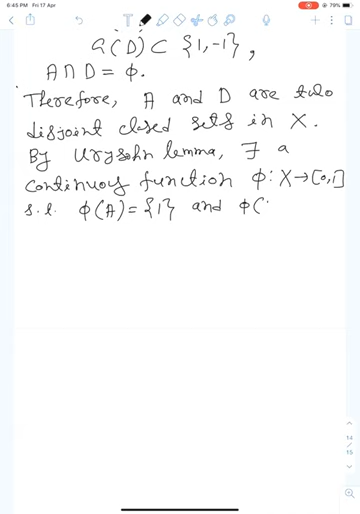 6:45 PM Fri 17 Apr
79%
g(D) ⊂ {1,-1},
A ∩ D = ϕ.
Therefore, A and D are two
disjoint closed sets in X.
By Urysohn lemma, ∃ a
continuous function ϕ: X → [0,1]
s.t. ϕ(A) = {1} and ϕ(
14
/
15